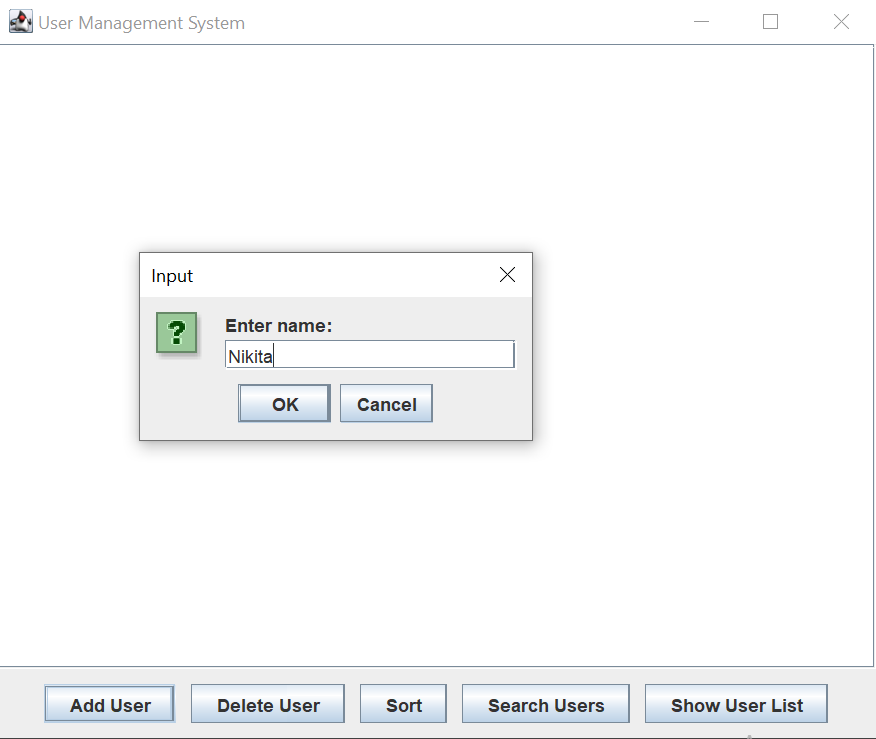 User Management System
Input
?
Enter name:
Nikita
OK Cancel
Add User Delete User Sort Search Users Show User List